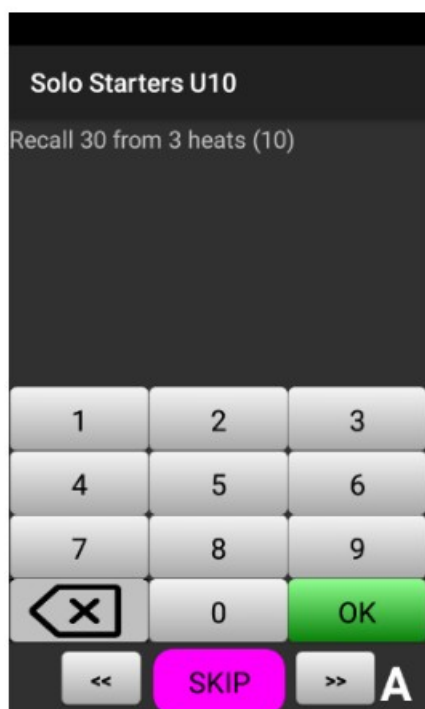 Solo Starters U10
Recall 30 from 3 heats (10)
1 2 3
4 5 6
7 8 9
0 OK
<< SKIP >> A